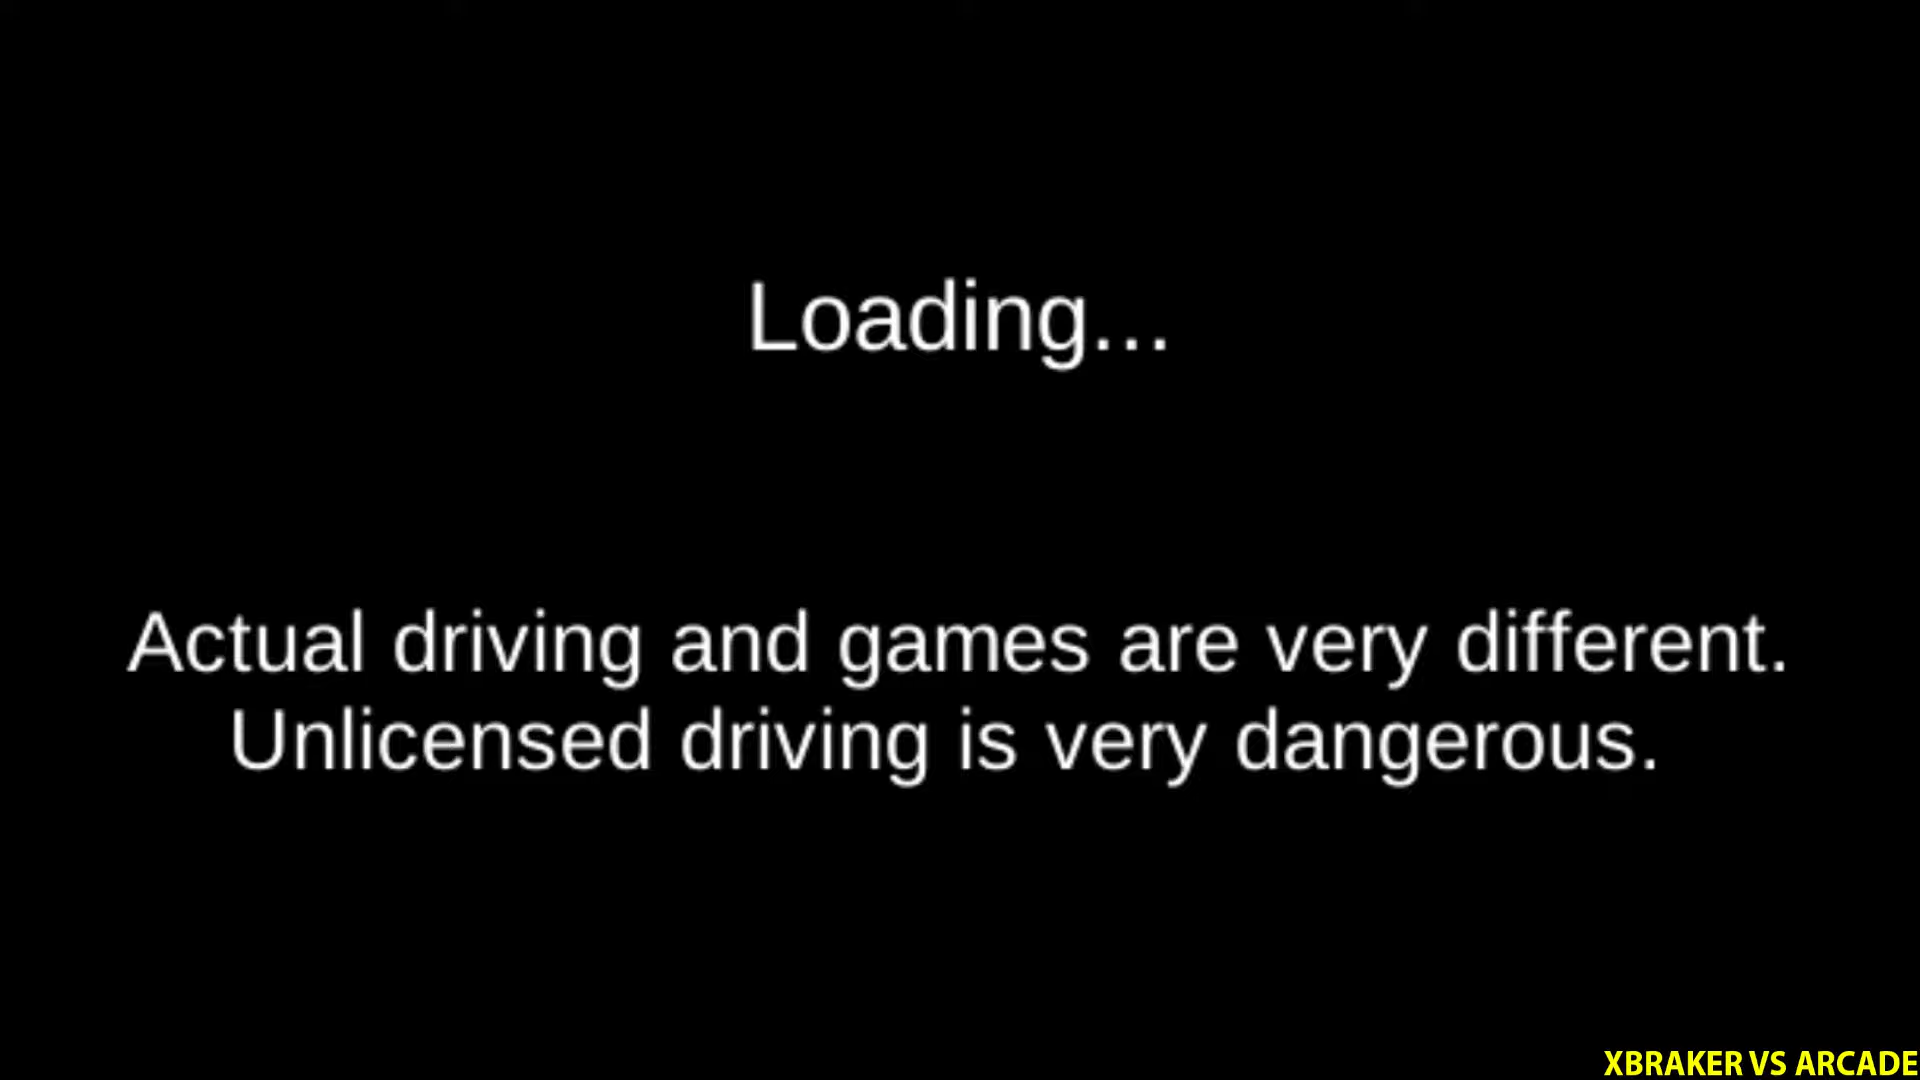 Loading...
Actual driving and games are very different.
Unlicensed driving is very dangerous.
XBRAKER VS ARCADE